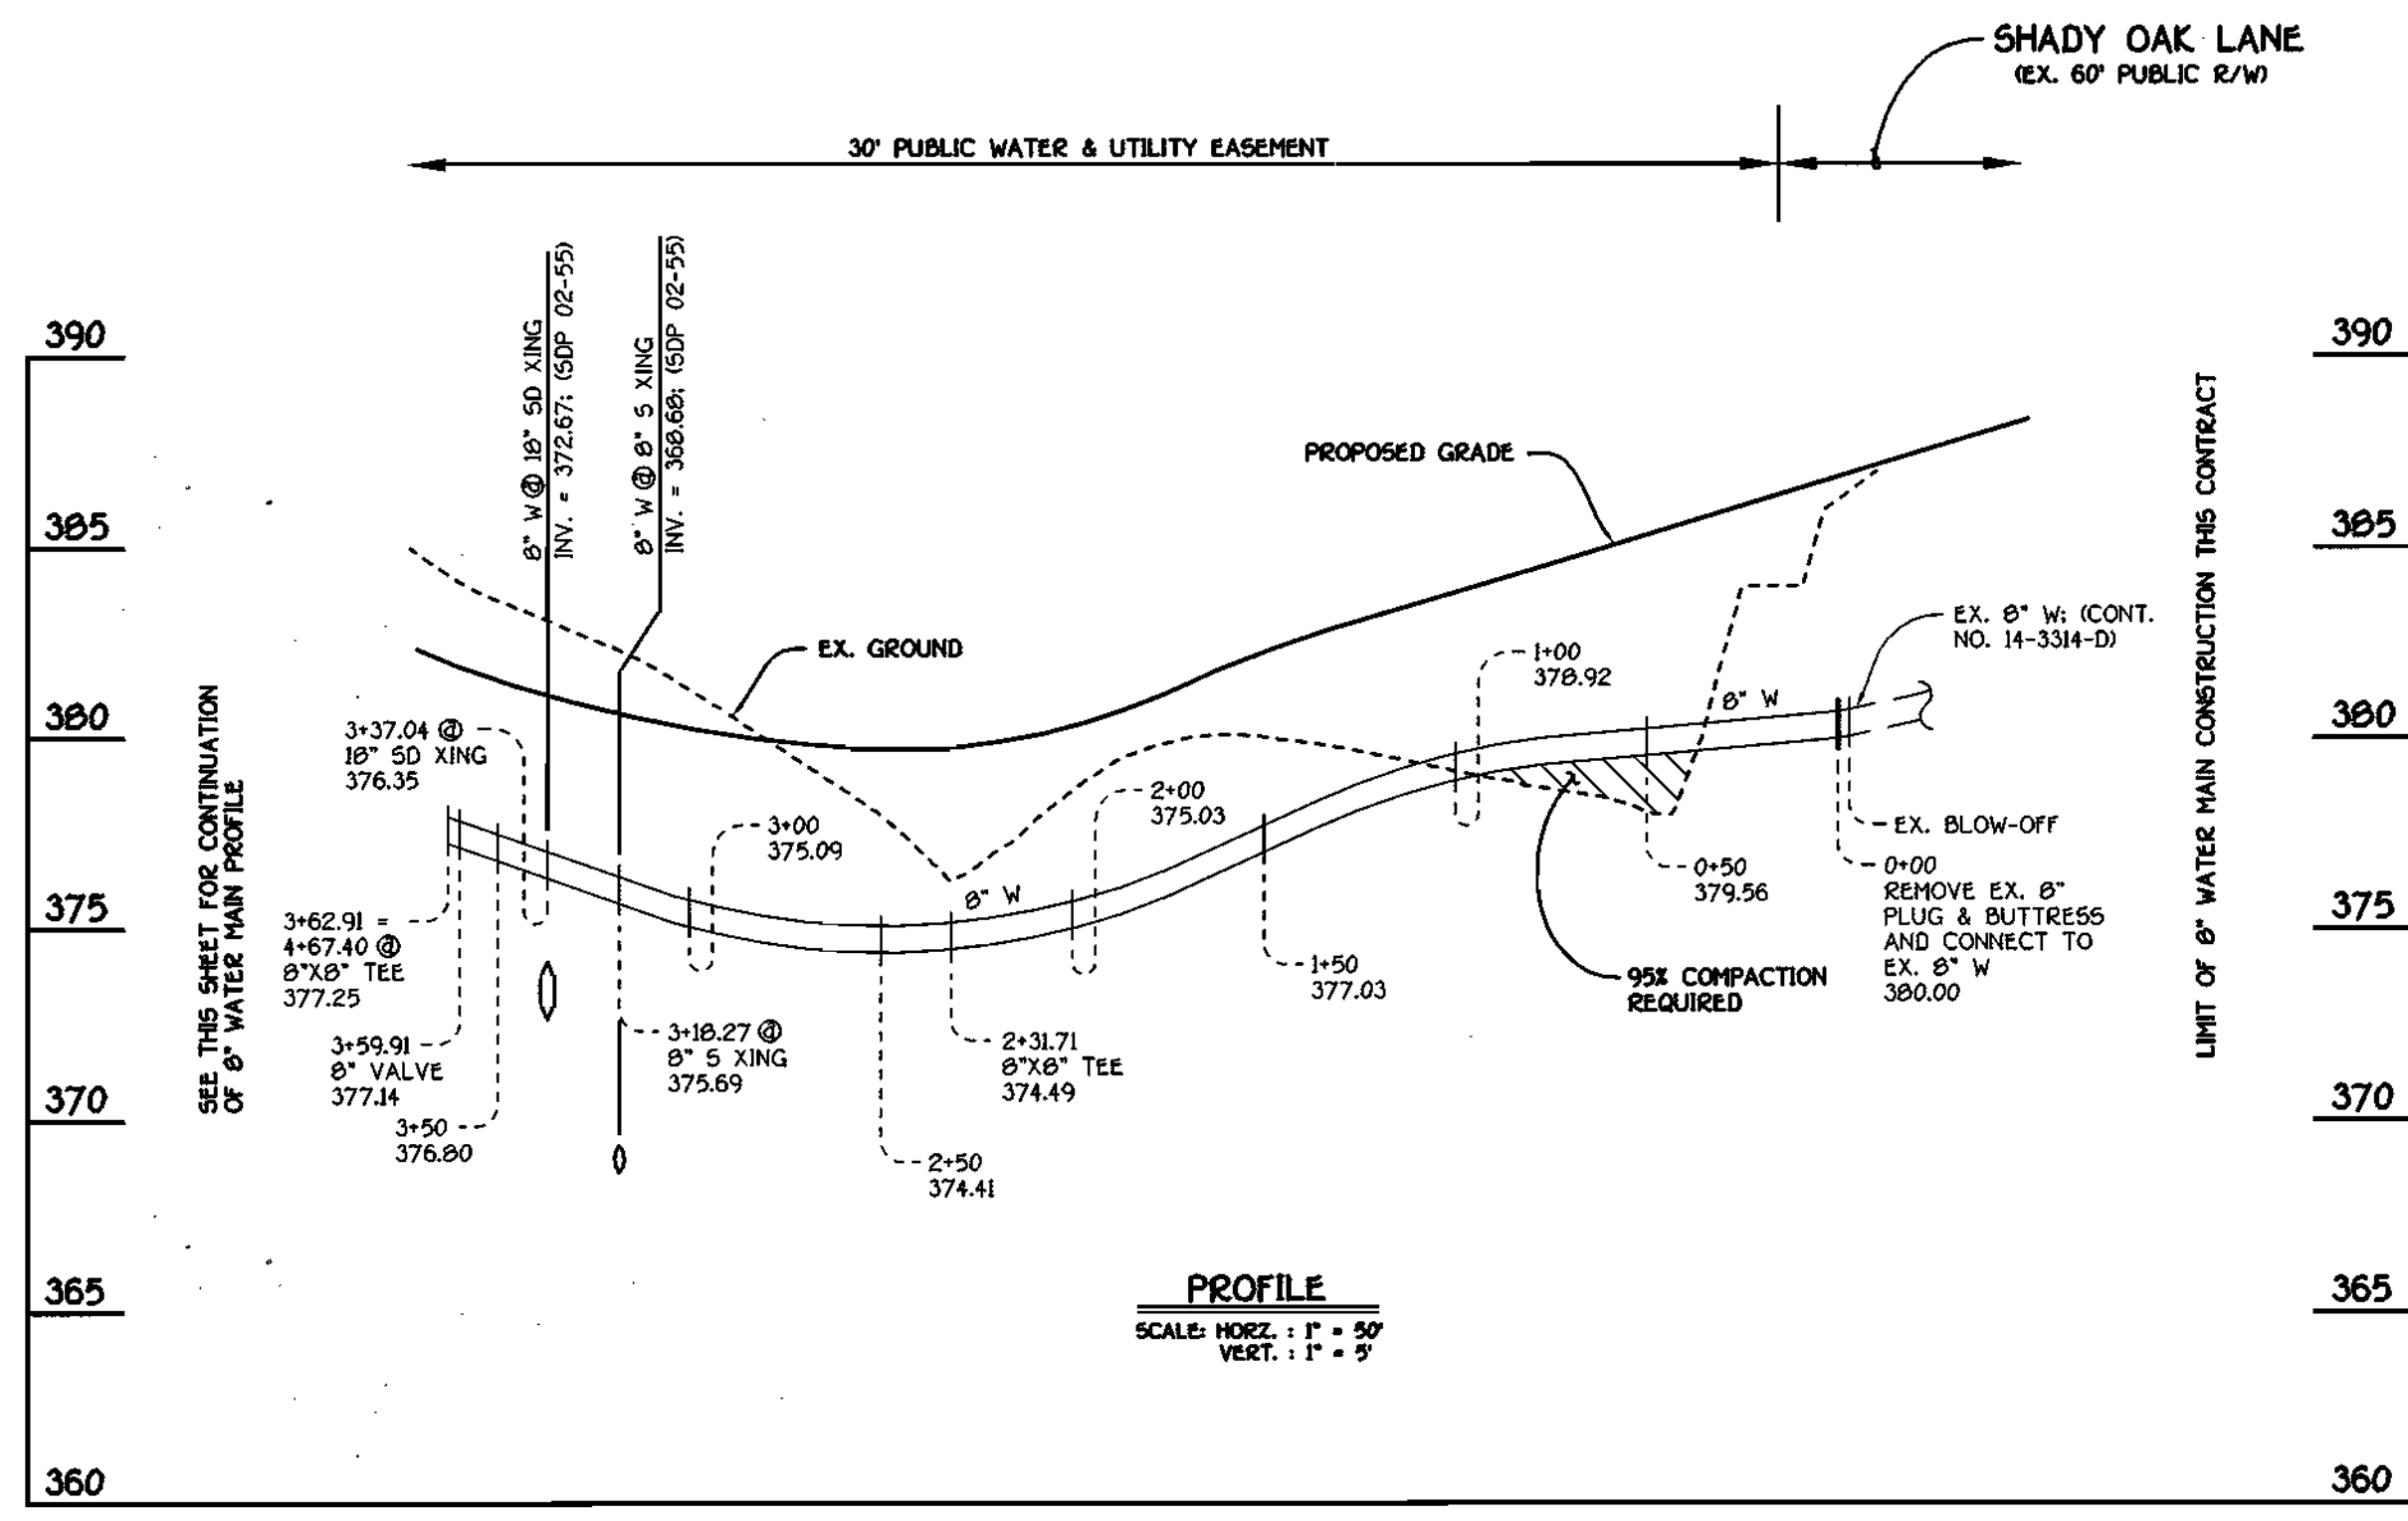 SHADY OAK LANE
(EX. 60' PUBLIC R/W)
30' PUBLIC WATER & UTILITY EASEMENT
8" W @ 18" SD XING
INV. = 372.67; (SDP 02-55)
8" W @ 8" S XING
INV. = 368.68; (SDP 02-55)
390
385
380
375
370
365
360
390
385
380
375
370
365
360
SEE THIS SHEET FOR CONTINUATION
OF 8" WATER MAIN PROFILE
LIMIT OF 8" WATER MAIN CONSTRUCTION THIS CONTRACT
PROPOSED GRADE
EX. GROUND
EX. 8" W; (CONT.
NO. 14-3314-D)
8" W
1+00
378.92
3+37.04 @
18" SD XING
376.35
3+00
375.09
2+00
375.03
8" W
EX. BLOW-OFF
0+50
379.56
0+00
REMOVE EX. 8"
PLUG & BUTTRESS
AND CONNECT TO
EX. 8" W
380.00
3+62.91 =
4+67.40 @
8"X8" TEE
377.25
1+50
377.03
95% COMPACTION
REQUIRED
3+59.91
8" VALVE
377.14
3+18.27 @
8" S XING
375.69
2+31.71
8"X8" TEE
374.49
3+50
376.80
2+50
374.41
PROFILE
SCALE: HORZ. : 1" = 50'
VERT. : 1" = 5'